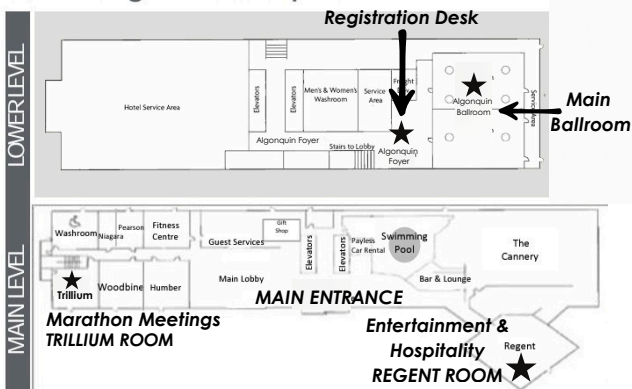 LOWER LEVEL
Registration Desk
Hotel Service Area
Elevators
Elevators
Men's & Women's
Washroom
Service
Area
Freight
Algonquin
Ballroom
Service Area
Main
Ballroom
Algonquin Foyer
Stairs to Lobby
Algonquin
Foyer
MAIN LEVEL
Washroom
Niagara
Pearson
Fitness
Centre
Guest Services
Gift
Shop
Elevators
Elevators
Payless
Car Rental
Swimming
Pool
The
Cannery
Trillium
Woodbine
Humber
Main Lobby
Bar & Lounge
MAIN ENTRANCE
Marathon Meetings
TRILLIUM ROOM
Entertainment &
Hospitality
REGENT ROOM
Regent